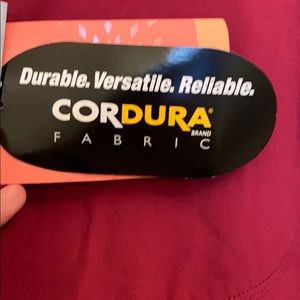 Durable. Versatile. Reliable.
CORDURA®
BRAND
FABRIC